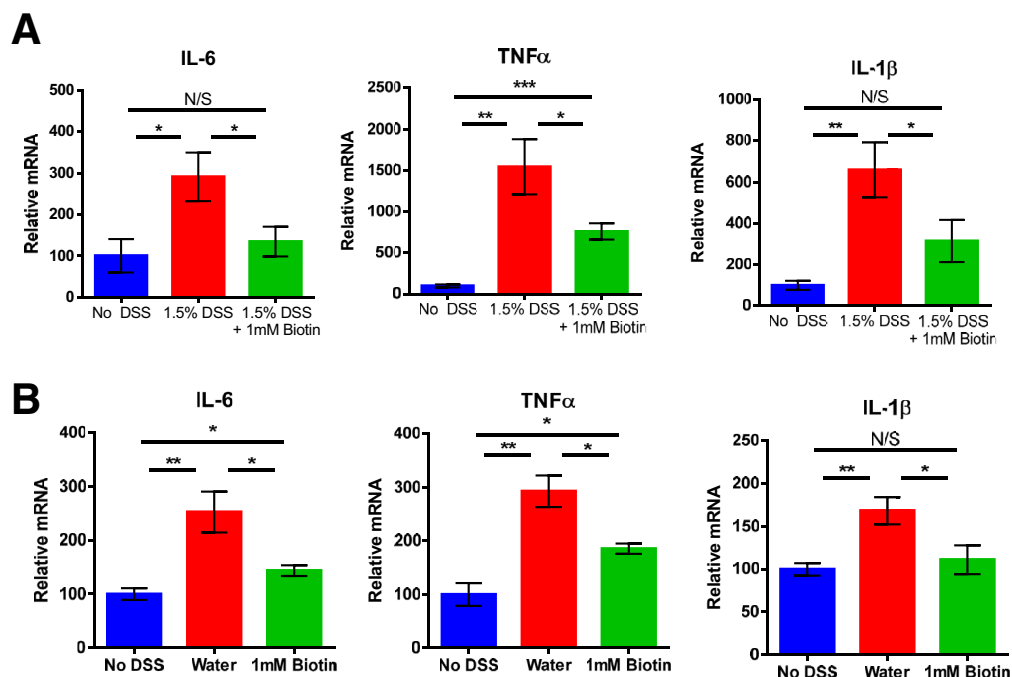 A
IL-6
Relative mRNA
500
400
300
200
100
0
N/S
*
*
No DSS
1.5% DSS
1.5% DSS
+ 1mM Biotin
TNFα
Relative mRNA
2500
2000
1500
1000
500
0
***
**
*
No DSS
1.5% DSS
1.5% DSS
+ 1mM Biotin
IL-1β
Relative mRNA
1000
800
600
400
200
0
N/S
**
*
No DSS
1.5% DSS
1.5% DSS
+ 1mM Biotin
B
IL-6
Relative mRNA
400
300
200
100
0
*
**
*
No DSS
Water
1mM Biotin
TNFα
Relative mRNA
400
300
200
100
0
*
**
*
No DSS
Water
1mM Biotin
IL-1β
Relative mRNA
250
200
150
100
50
0
N/S
**
*
No DSS
Water
1mM Biotin